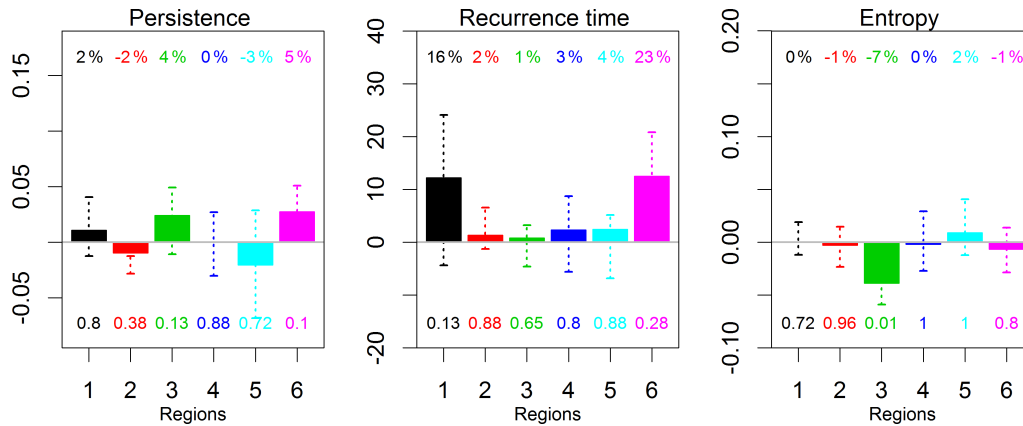 Persistence
2 % -2 % 4 % 0 % -3 % 5 %
0.15
0.05
-0.05
0.8 0.38 0.13 0.88 0.72 0.1
1 2 3 4 5 6
Regions
Recurrence time
40
16 % 2 % 1 % 3 % 4 % 23 %
30
20
10
0
0.13 0.88 0.65 0.8 0.88 0.28
-20
1 2 3 4 5 6
Regions
Entropy
0.20
0 % -1 % -7 % 0 % 2 % -1 %
0.10
0.00
0.72 0.96 0.01 1 1 0.8
-0.10
1 2 3 4 5 6
Regions